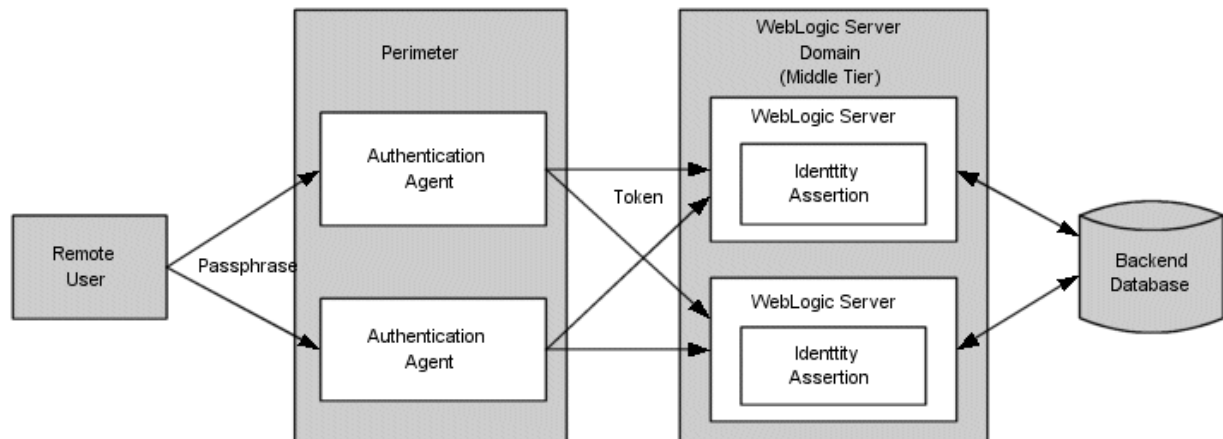 Perimeter
WebLogic Server
Domain
(Middle Tier)
WebLogic Server
Authentication
Agent
Identtity
Assertion
Token
Remote
User
Passphrase
Backend
Database
WebLogic Server
Authentication
Agent
Identtity
Assertion